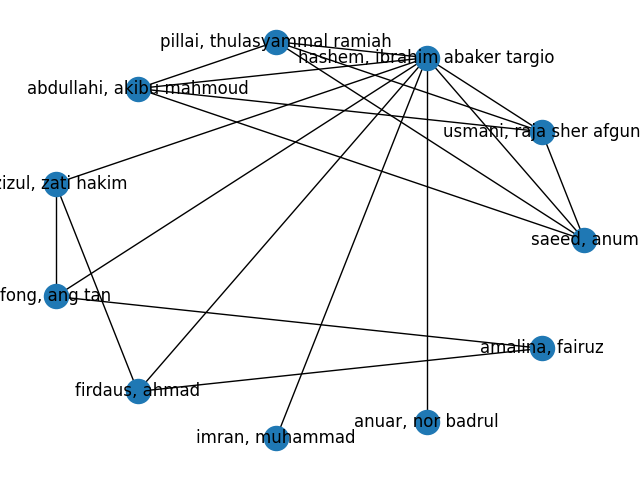 pillai, thulasyammal ramiah
hashem, ibrahim abaker targio
abdullahi, akibu mahmoud
usmani, raja sher afgun
zizul, zati hakim
saeed, anum
fong, ang tan
amalina, fairuz
firdaus, ahmad
anuar, nor badrul
imran, muhammad